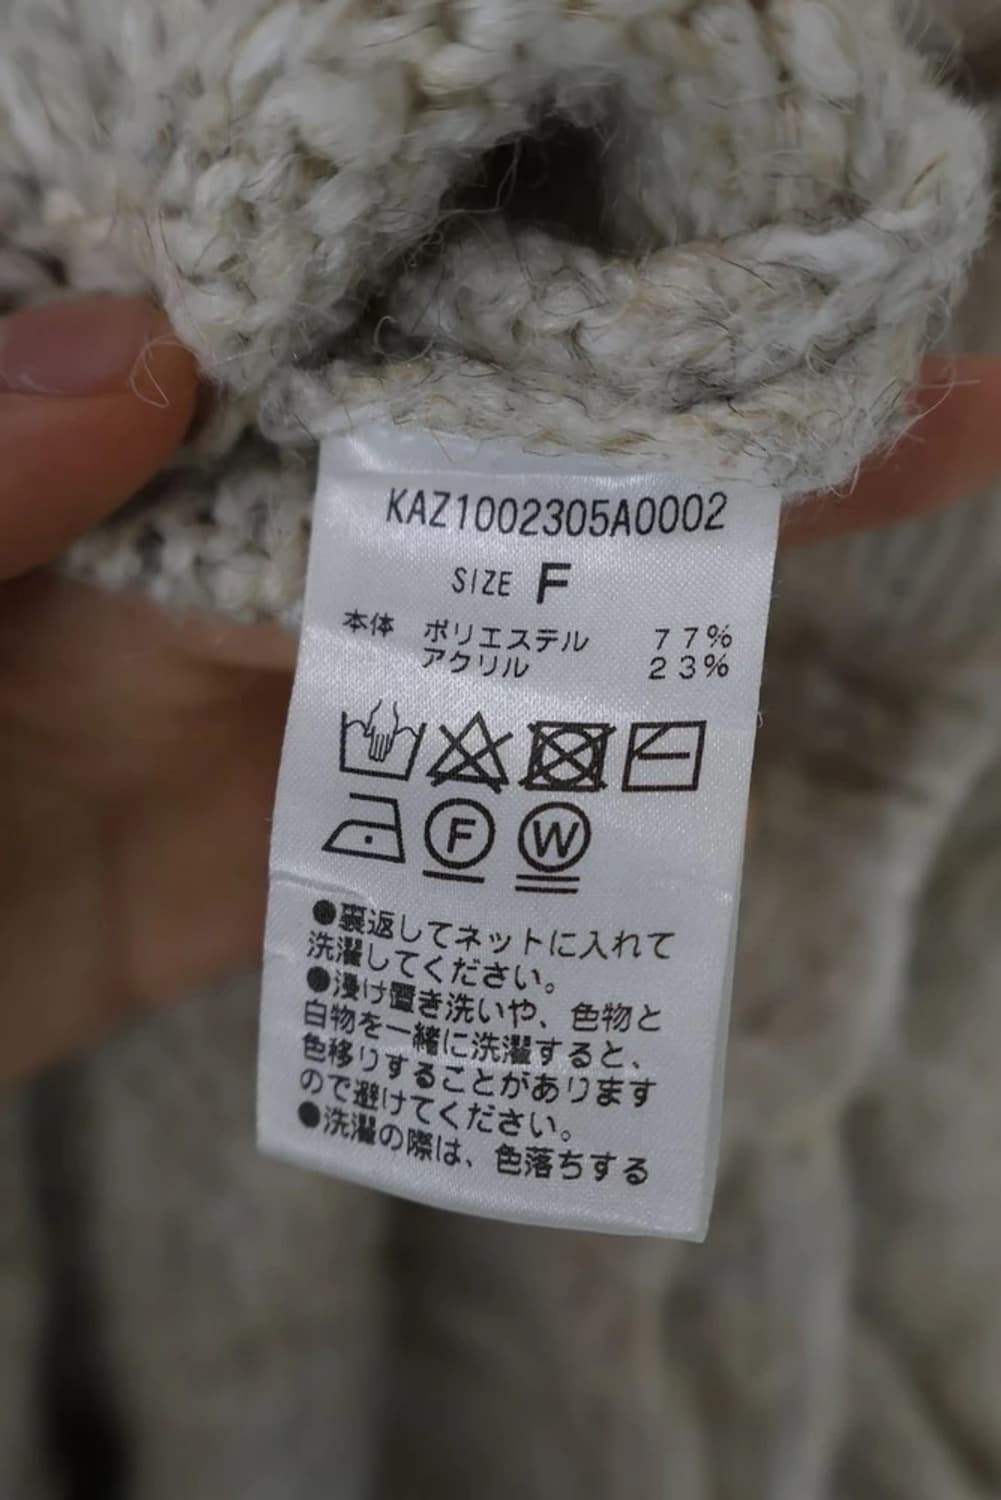 KAZ1002305A0002
SIZE F
本体 ポリエステル 77%
アクリル 23%
F W
●裏返してネットに入れて
洗濯してください。
●浸け置き洗いや、色物と
白物を一緒に洗濯すると、
色移りすることがあります
ので避けてください。
●洗濯の際は、色落ちする